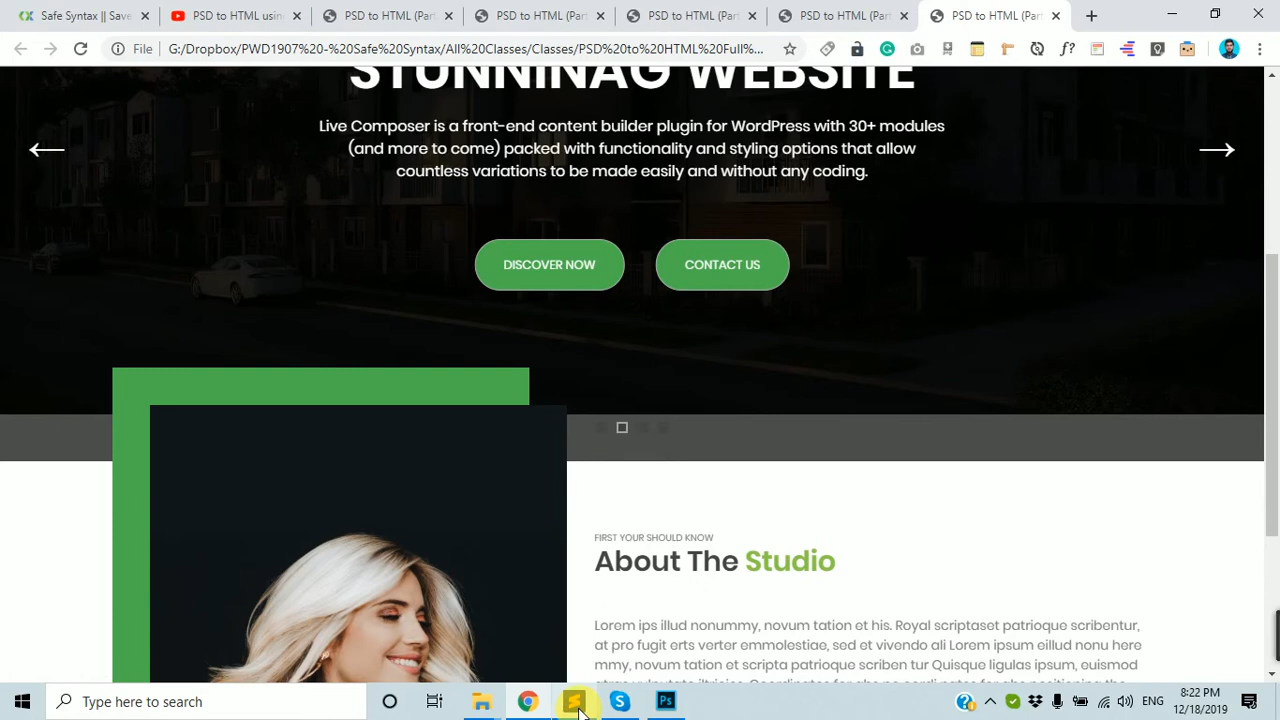 Safe Syntax || Save
PSD to HTML usin
PSD to HTML (Par
PSD to HTML (Par
PSD to HTML (Par
PSD to HTML (Par
PSD to HTML (Par
File
G:/Dropbox/PWD1907%20-%20Safe%20Syntax/All%20Classes/Classes/PSD%20to%20HTML%20Full%...
STUNNINAG WEBSITE
Live Composer is a front-end content builder plugin for WordPress with 30+ modules
(and more to come) packed with functionality and styling options that allow
countless variations to be made easily and without any coding.
DISCOVER NOW
CONTACT US
FIRST YOUR SHOULD KNOW
About The Studio
Lorem ips illud nonummy, novum tation et his. Royal scriptaset patrioque scribentur,
at pro fugit erts verter emmolestiae, sed et vivendo ali Lorem ipsum eillud nonu here
mmy, novum tation et scripta patrioque scriben tur Quisque ligulas ipsum, euismod
Type here to search
ENG
8:22 PM
12/18/2019